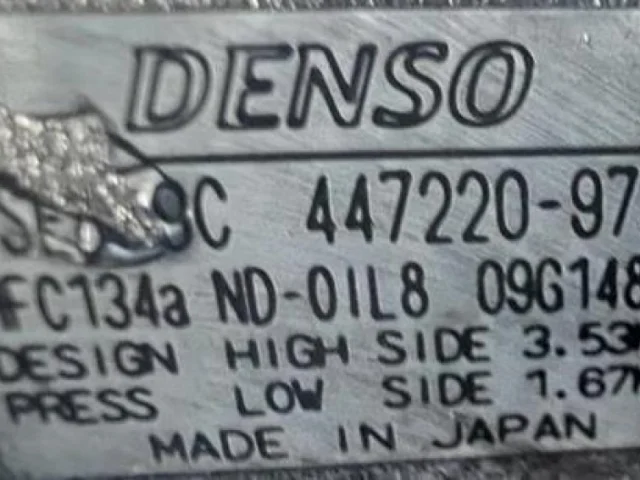 DENSO
447220-97
FC134a ND-OIL8 09G148
DESIGN HIGH SIDE 3.53
PRESS LOW SIDE 1.67
MADE IN JAPAN